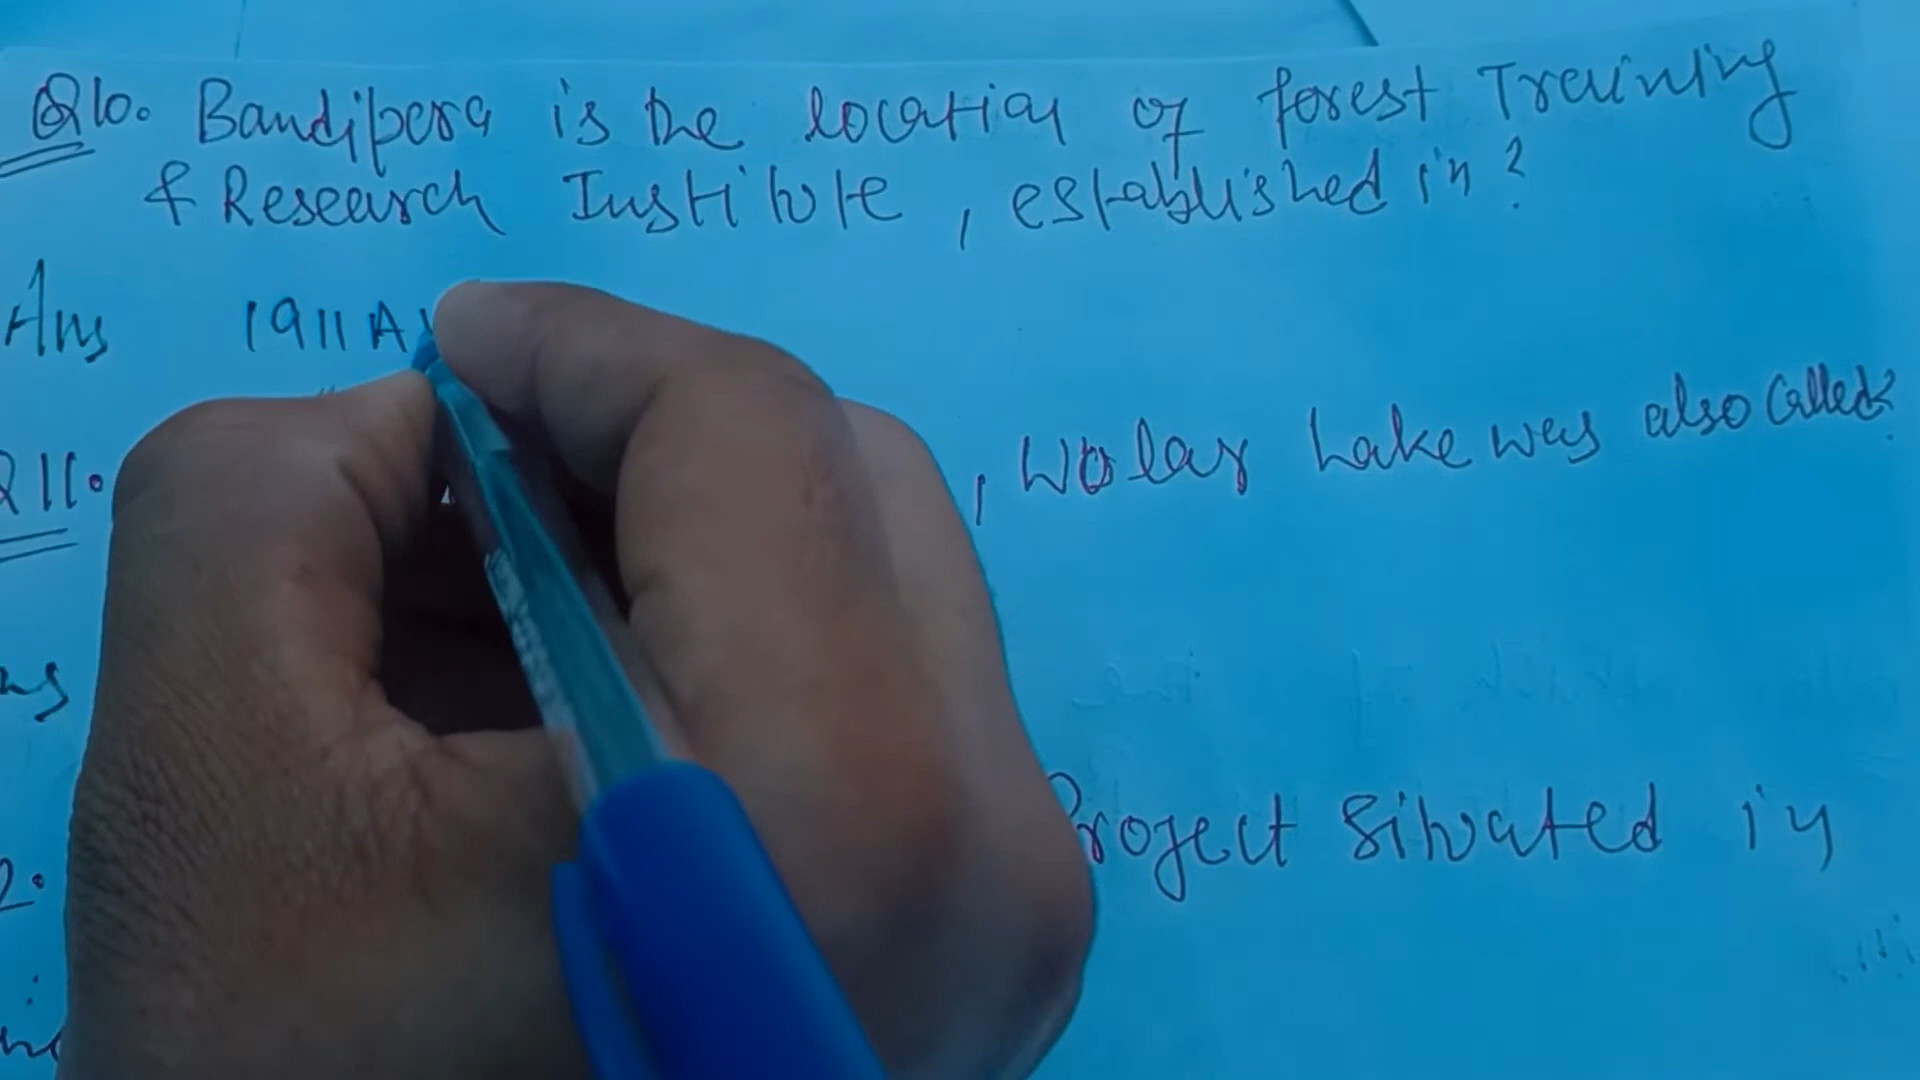 Q10. Bandipora is the location of forest Training
& Research Institute, established in?
Ans 1911 A
Q11. , Wolar Lake was also Called?
Project Situated in